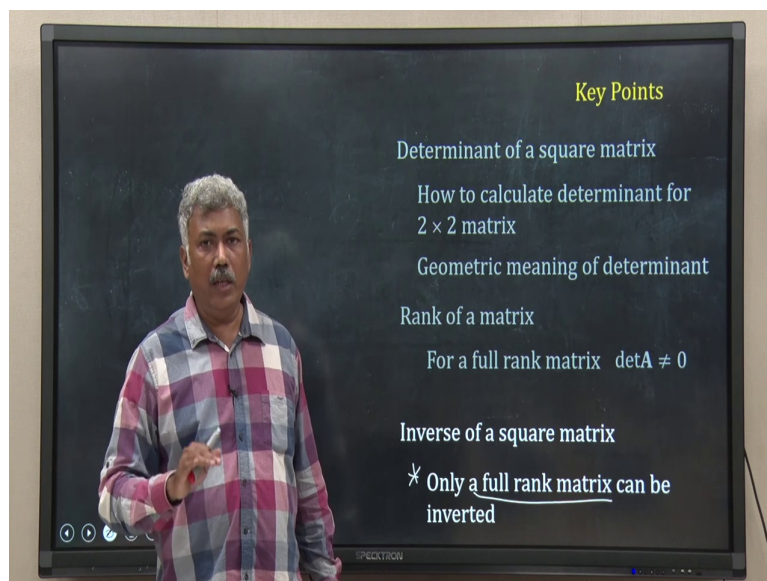 Key Points
Determinant of a square matrix
How to calculate determinant for
2 × 2 matrix
Geometric meaning of determinant
Rank of a matrix
For a full rank matrix detA ≠ 0
Inverse of a square matrix
* Only a full rank matrix can be
inverted
SPECKTRON